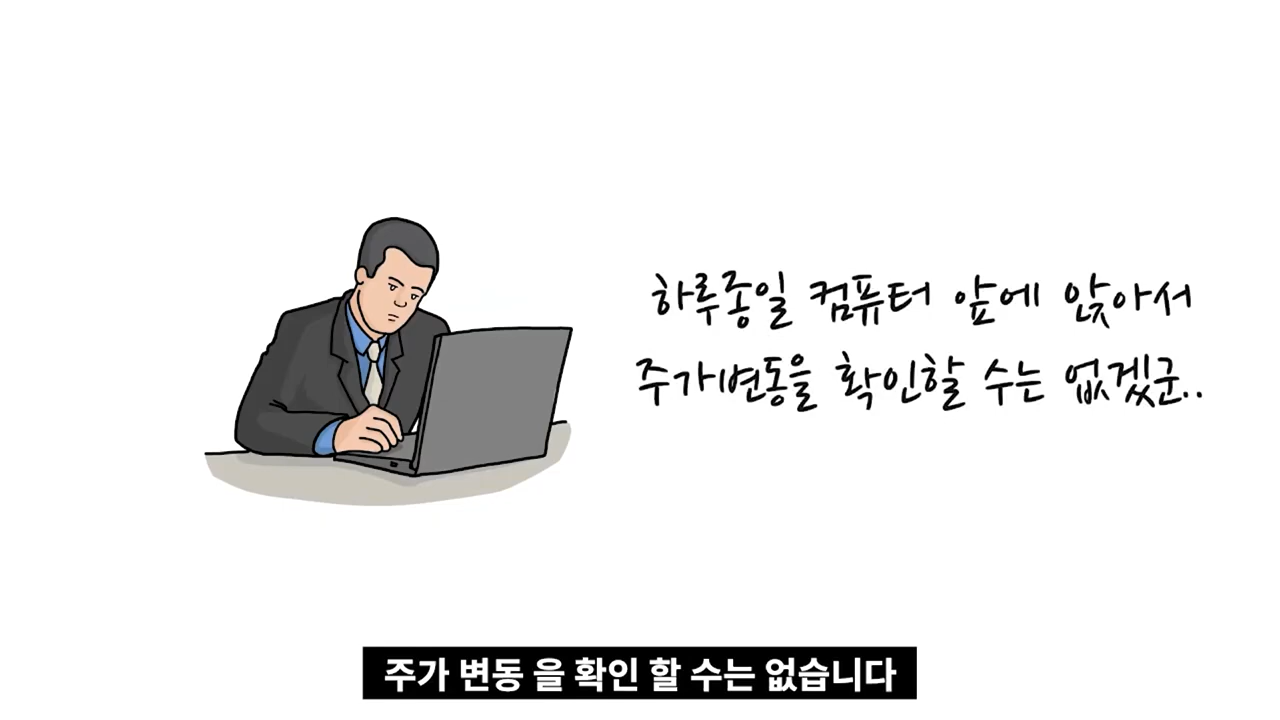 하루종일 컴퓨터 앞에 앉아서
주가변동을 확인할 수는 없겠군..
주가 변동 을 확인 할 수는 없습니다